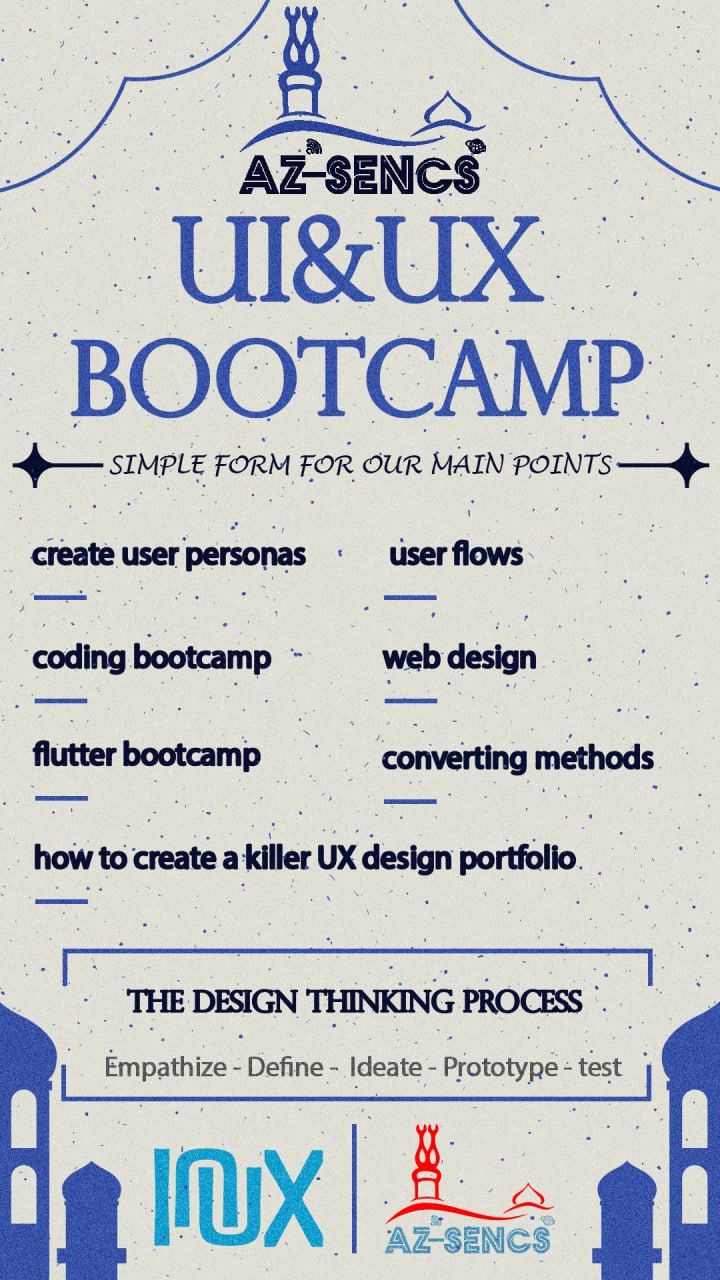 AZ-SENCS
UI&UX
BOOTCAMP
SIMPLE FORM FOR OUR MAIN POINTS
create user personas
user flows
coding bootcamp
web design
flutter bootcamp
converting methods
how to create a killer UX design portfolio
THE DESIGN THINKING PROCESS
Empathize - Define - Ideate - Prototype - test
AZ-SENCS